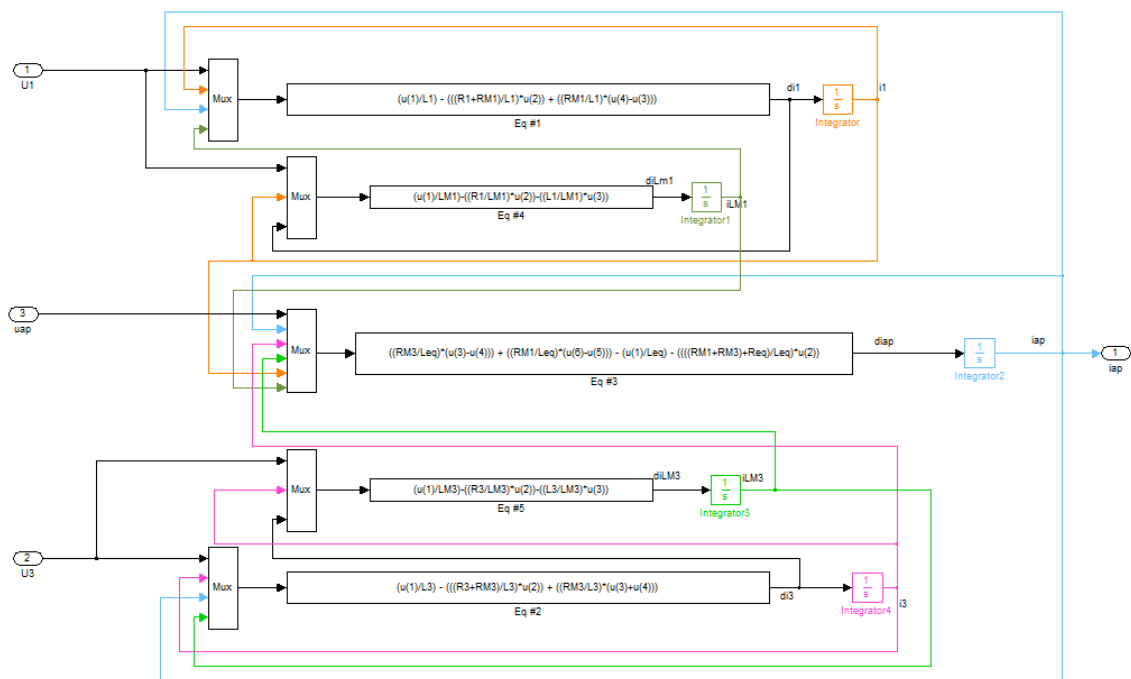 1
U1
Mux
(u(1)/L1) - (((R1+RM1)/L1)*u(2)) + ((RM1/L1)*(u(4)-u(3)))
Eq #1
di1
1
s
Integrator
i1
Mux
(u(1)/LM1)-((R1/LM1)*u(2))-((L1/LM1)*u(3))
Eq #4
diLm1
1
s
Integrator1
iLM1
3
uap
Mux
((RM3/Leq)*(u(3)-u(4))) + ((RM1/Leq)*(u(6)-u(5))) - (u(1)/Leq) - ((((RM1+RM3)+Req)/Leq)*u(2))
Eq #3
diap
1
s
Integrator2
iap
1
iap
Mux
(u(1)/LM3)-((R3/LM3)*u(2))-((L3/LM3)*u(3))
Eq #5
diLM3
1
s
Integrator3
iLM3
2
U3
Mux
(u(1)/L3) - (((R3+RM3)/L3)*u(2)) + ((RM3/L3)*(u(3)+u(4)))
Eq #2
di3
1
s
Integrator4
i3